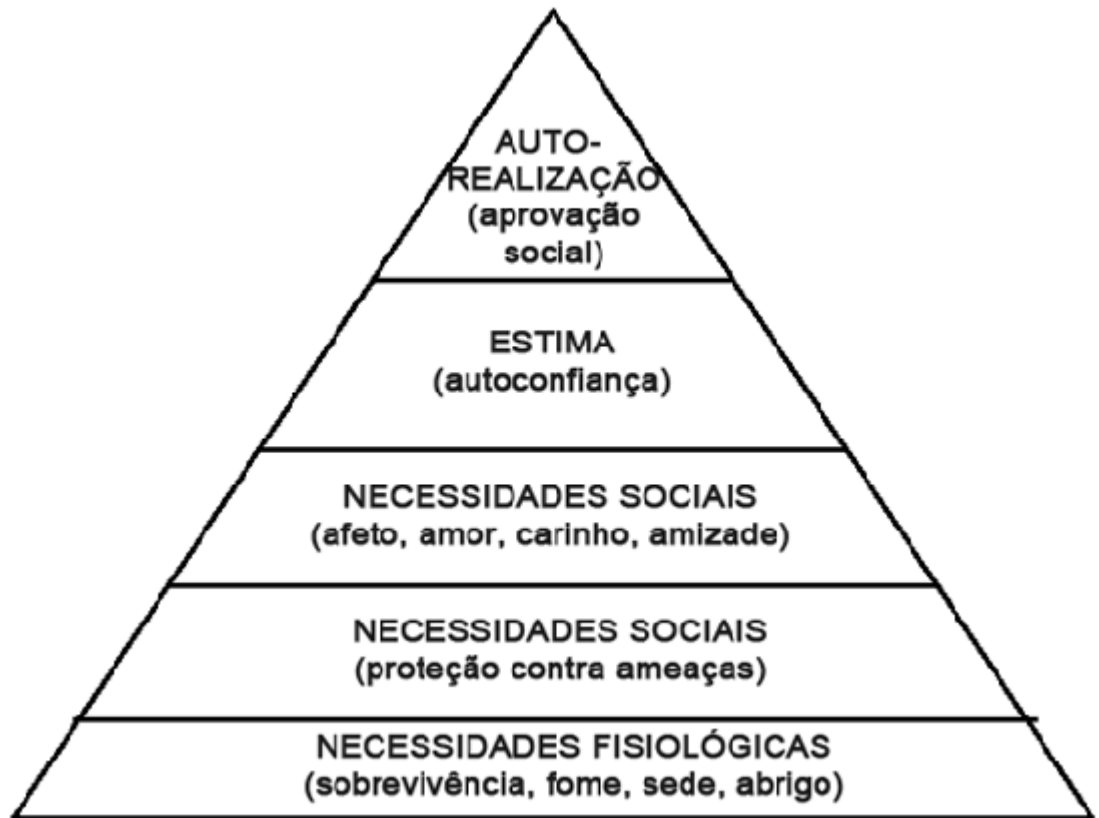 AUTO-
REALIZAÇÃO
(aprovação
social)
ESTIMA
(autoconfiança)
NECESSIDADES SOCIAIS
(afeto, amor, carinho, amizade)
NECESSIDADES SOCIAIS
(proteção contra ameaças)
NECESSIDADES FISIOLÓGICAS
(sobrevivência, fome, sede, abrigo)